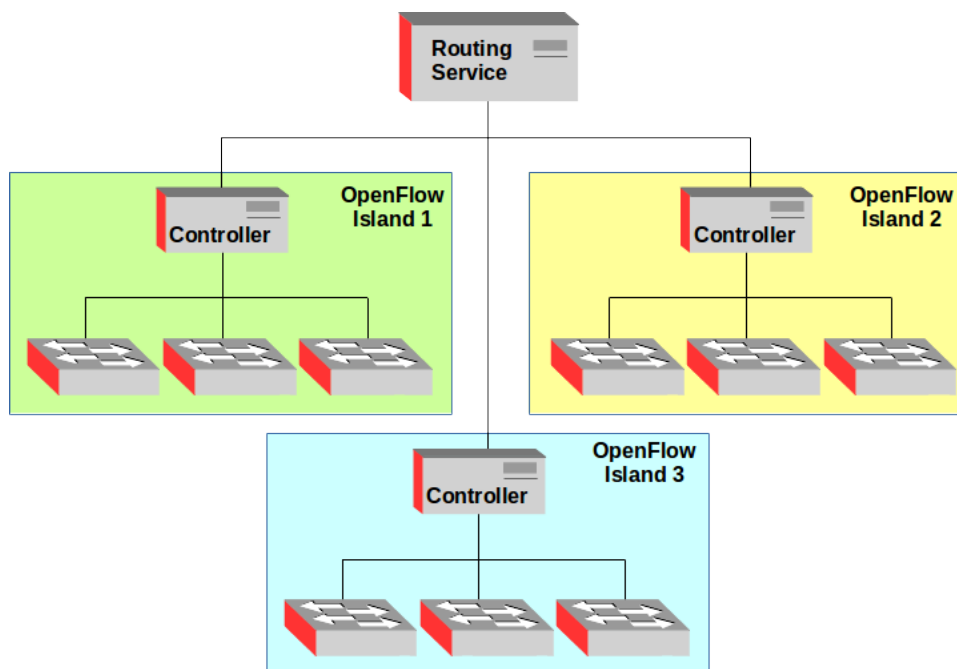 Routing
Service
OpenFlow
Island 1
Controller
OpenFlow
Island 2
Controller
OpenFlow
Island 3
Controller